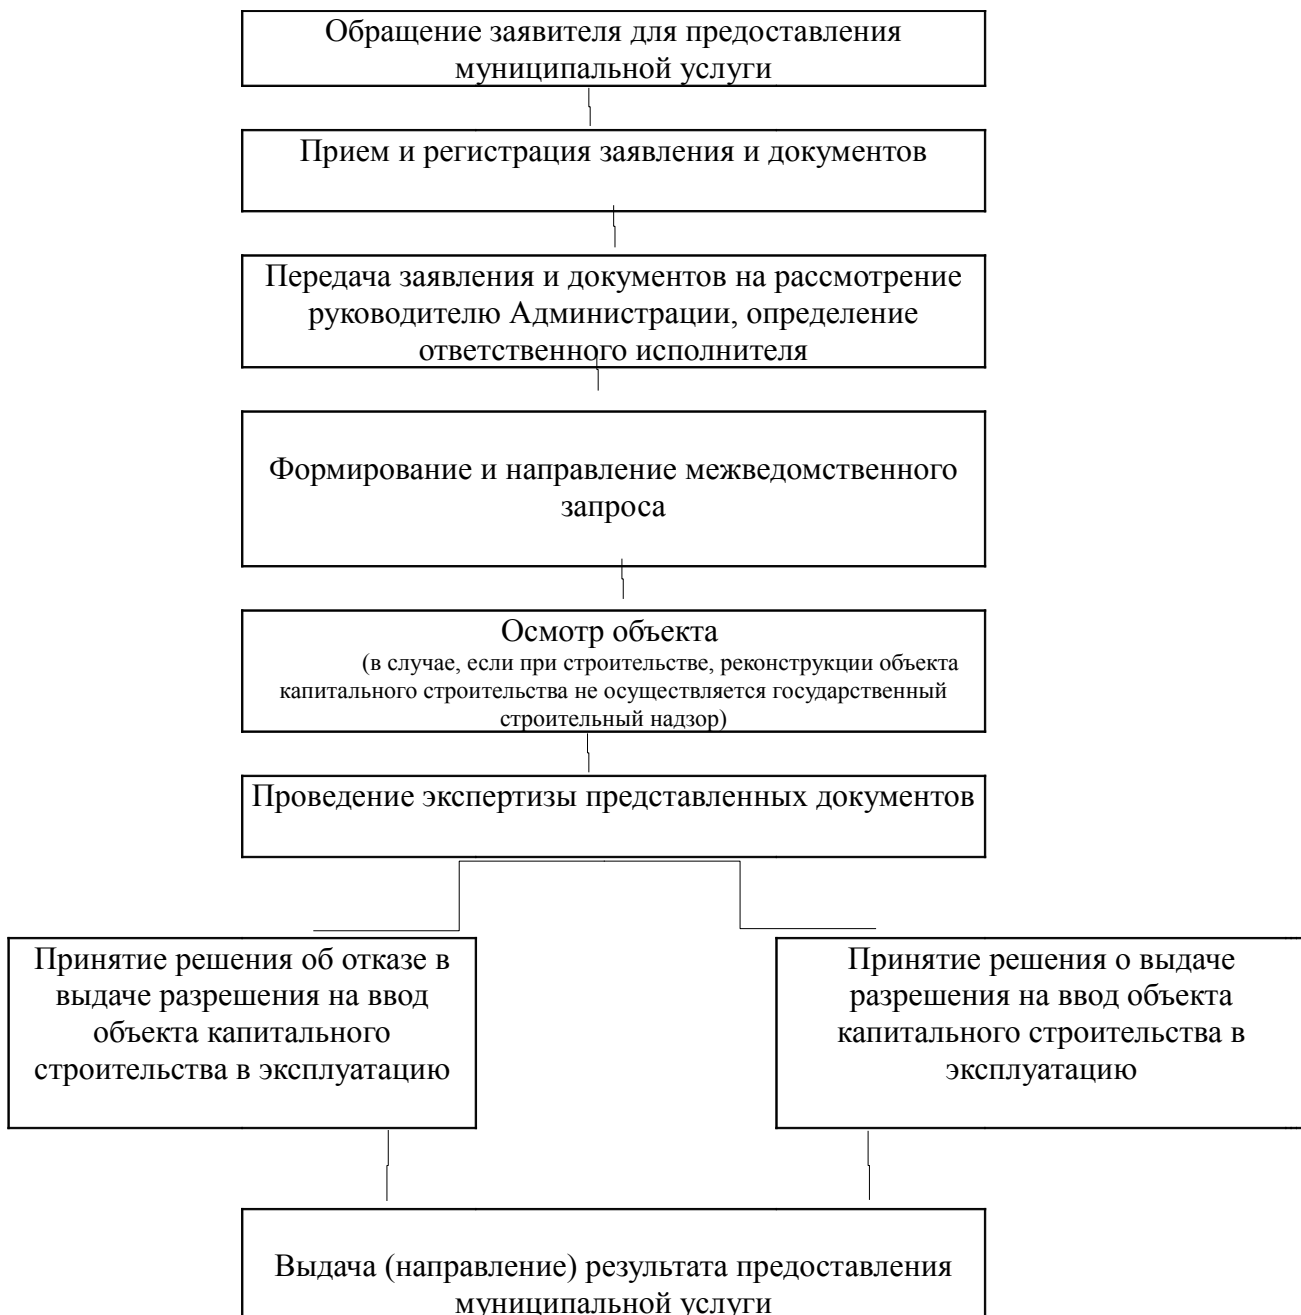 Обращение заявителя для предоставления
муниципальной услуги
Прием и регистрация заявления и документов
Передача заявления и документов на рассмотрение
руководителю Администрации, определение
ответственного исполнителя
Формирование и направление межведомственного
запроса
Осмотр объекта
(в случае, если при строительстве, реконструкции объекта
капитального строительства не осуществляется государственный
строительный надзор)
Проведение экспертизы представленных документов
Принятие решения об отказе в
выдаче разрешения на ввод
объекта капитального
строительства в эксплуатацию
Принятие решения о выдаче
разрешения на ввод объекта
капитального строительства в
эксплуатацию
Выдача (направление) результата предоставления
муниципальной услуги